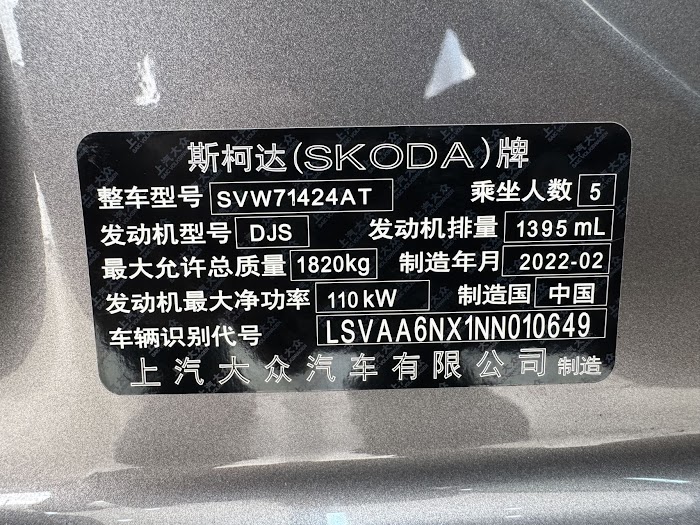 斯柯达(SKODA)牌
整车型号 SVW71424AT 乘坐人数 5
发动机型号 DJS 发动机排量 1395 mL
最大允许总质量 1820kg 制造年月 2022-02
发动机最大净功率 110kW 制造国 中国
车辆识别代号 LSVAA6NX1NN010649
上汽大众汽车有限公司 制造